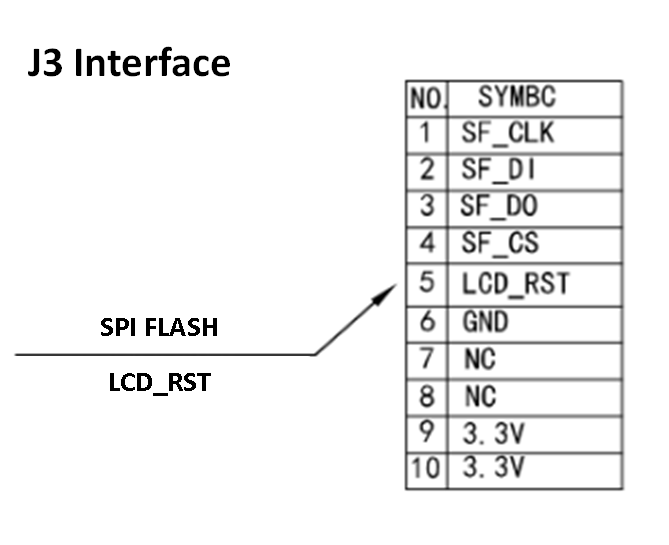 J3 Interface
NO. SYMBC
1 SF_CLK
2 SF_DI
3 SF_DO
4 SF_CS
5 LCD_RST
6 GND
7 NC
8 NC
9 3.3V
10 3.3V
SPI FLASH
LCD_RST